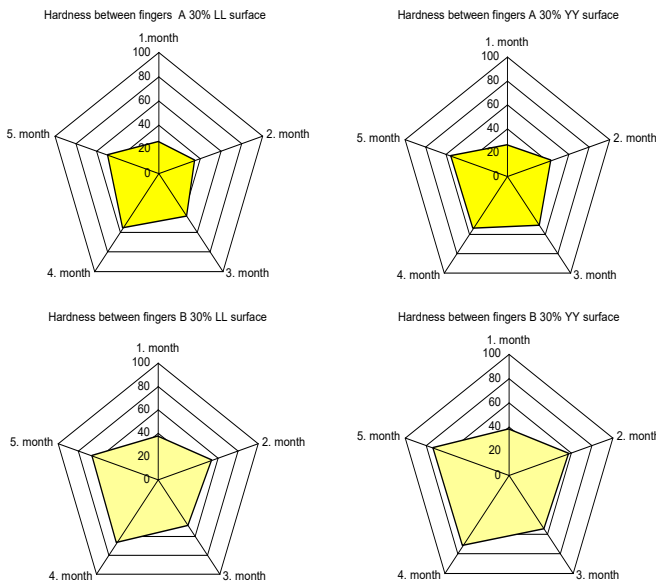 Hardness between fingers A 30% LL surface
1.month
100
80
60
40
20
0
2. month
3. month
4. month
5. month
Hardness between fingers A 30% YY surface
1. month
100
80
60
40
20
0
2. month
3. month
4. month
5. month
Hardness between fingers B 30% LL surface
1. month
100
80
60
40
20
0
2. month
3. month
4. month
5. month
Hardness between fingers B 30% YY surface
1. month
100
80
60
40
20
0
2. month
3. month
4. month
5. month